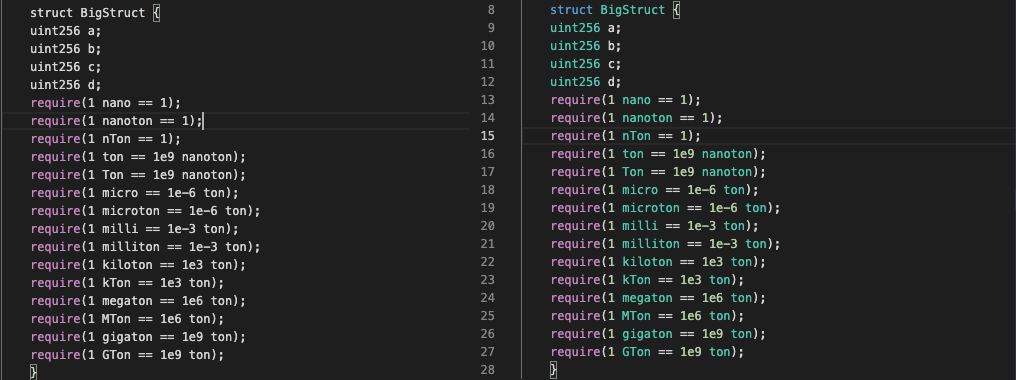 struct BigStruct {
uint256 a;
uint256 b;
uint256 c;
uint256 d;
require(1 nano == 1);
require(1 nanoton == 1);
require(1 nTon == 1);
require(1 ton == 1e9 nanoton);
require(1 Ton == 1e9 nanoton);
require(1 micro == 1e-6 ton);
require(1 microton == 1e-6 ton);
require(1 milli == 1e-3 ton);
require(1 milliton == 1e-3 ton);
require(1 kiloton == 1e3 ton);
require(1 kTon == 1e3 ton);
require(1 megaton == 1e6 ton);
require(1 MTon == 1e6 ton);
require(1 gigaton == 1e9 ton);
require(1 GTon == 1e9 ton);
}
8 struct BigStruct {
9 uint256 a;
10 uint256 b;
11 uint256 c;
12 uint256 d;
13 require(1 nano == 1);
14 require(1 nanoton == 1);
15 require(1 nTon == 1);
16 require(1 ton == 1e9 nanoton);
17 require(1 Ton == 1e9 nanoton);
18 require(1 micro == 1e-6 ton);
19 require(1 microton == 1e-6 ton);
20 require(1 milli == 1e-3 ton);
21 require(1 milliton == 1e-3 ton);
22 require(1 kiloton == 1e3 ton);
23 require(1 kTon == 1e3 ton);
24 require(1 megaton == 1e6 ton);
25 require(1 MTon == 1e6 ton);
26 require(1 gigaton == 1e9 ton);
27 require(1 GTon == 1e9 ton);
28 }